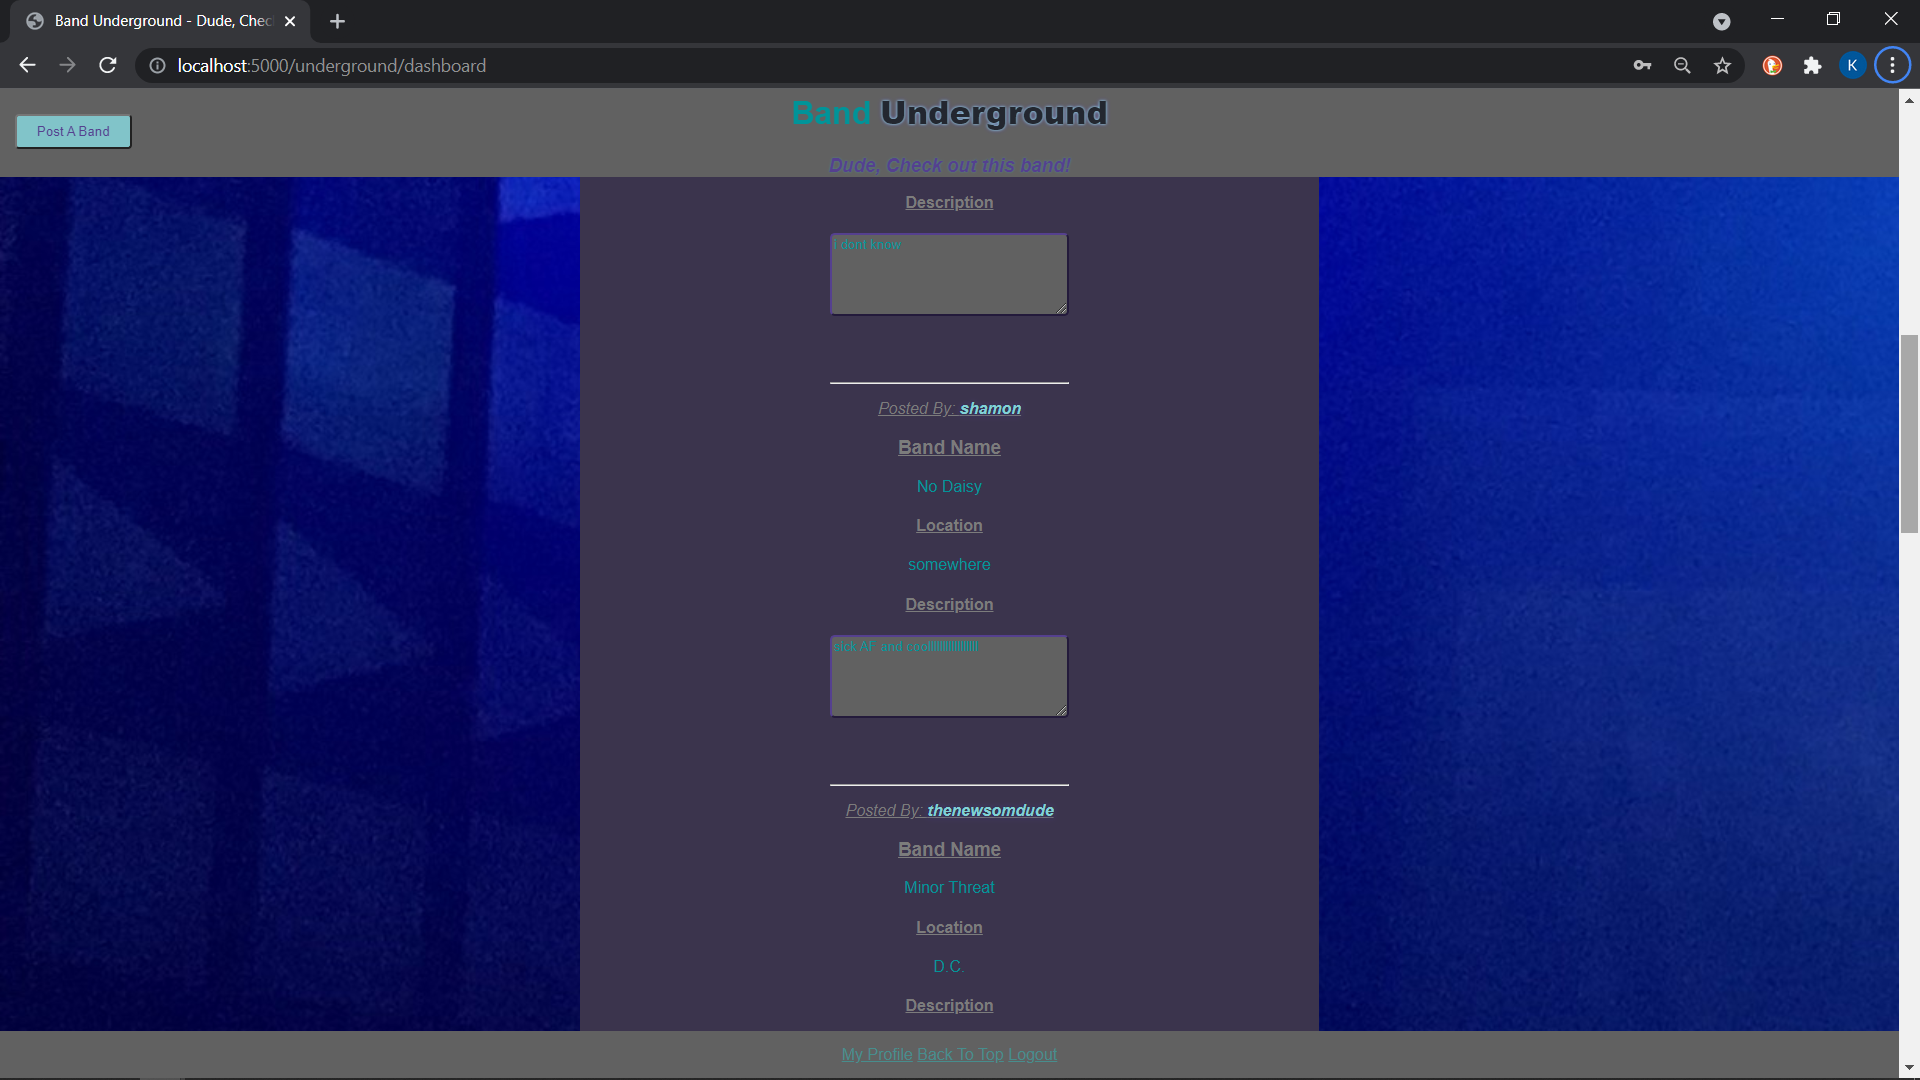 Band Underground - Dude, Chec
localhost:5000/underground/dashboard
K
Post A Band
Band Underground
Dude, Check out this band!
Description
I dont know
Posted By: shamon
Band Name
No Daisy
Location
somewhere
Description
sick AF and
Posted By: thenewsomdude
Band Name
Minor Threat
Location
D.C.
Description
My Profile Back To Top Logout